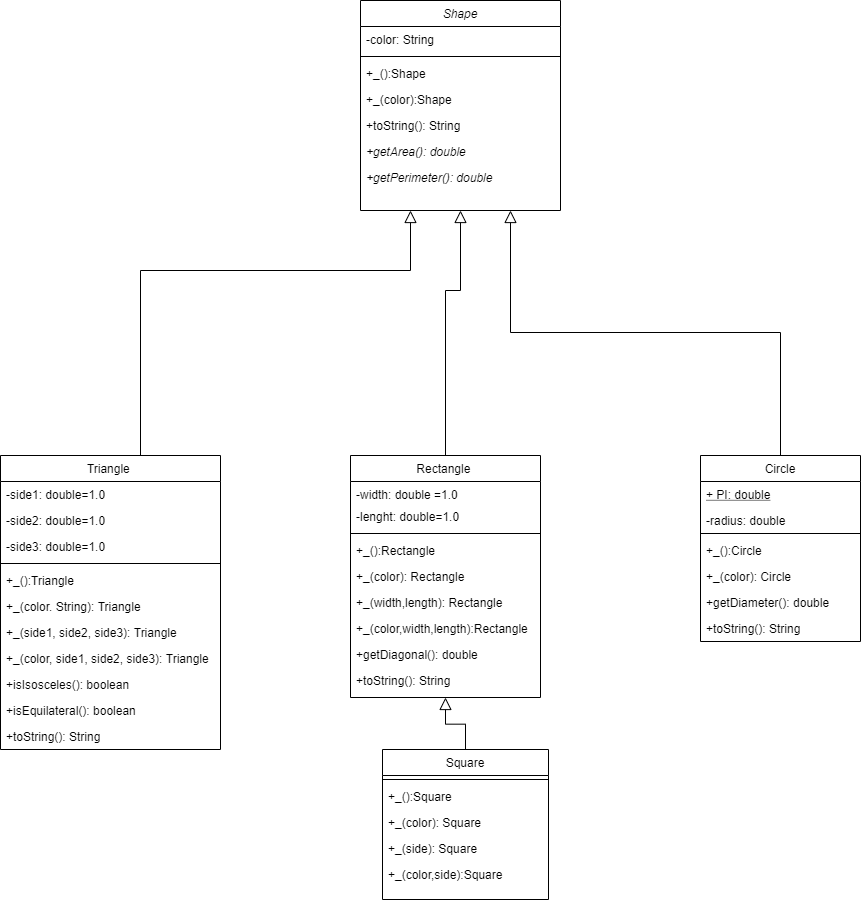 Shape
-color: String
+_():Shape
+_(color):Shape
+toString(): String
+getArea(): double
+getPerimeter(): double
Triangle
-side1: double=1.0
-side2: double=1.0
-side3: double=1.0
+_():Triangle
+_(color. String): Triangle
+_(side1, side2, side3): Triangle
+_(color, side1, side2, side3): Triangle
+isIsosceles(): boolean
+isEquilateral(): boolean
+toString(): String
Rectangle
-width: double =1.0
-lenght: double=1.0
+_():Rectangle
+_(color): Rectangle
+_(width,length): Rectangle
+_(color,width,length):Rectangle
+getDiagonal(): double
+toString(): String
Circle
+ PI: double
-radius: double
+_():Circle
+_(color): Circle
+getDiameter(): double
+toString(): String
Square
+_():Square
+_(color): Square
+_(side): Square
+_(color,side):Square